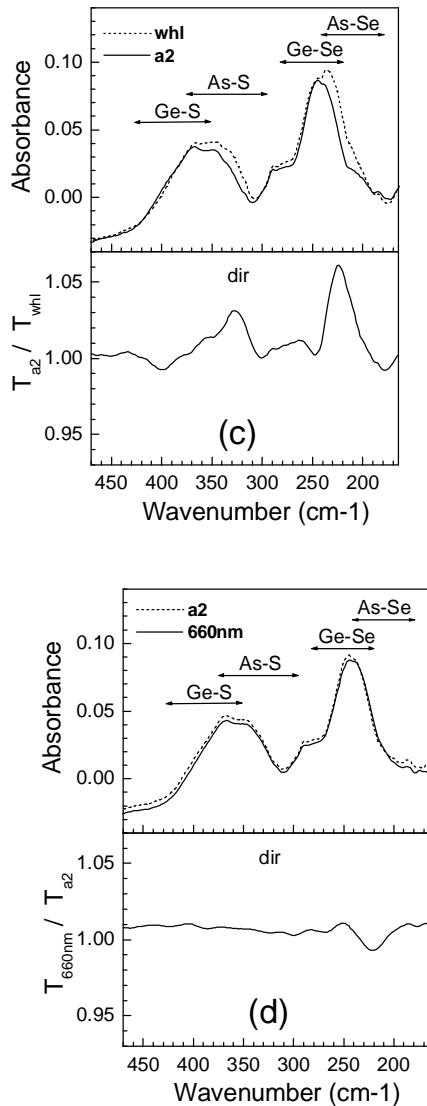 whl
a2
As-Se
Ge-Se
As-S
Ge-S
Absorbance
0.10
0.05
0.00
dir
T_a2 / T_whl
1.05
1.00
0.95
(c)
450 400 350 300 250 200
Wavenumber (cm-1)
a2
660nm
As-Se
Ge-Se
As-S
Ge-S
Absorbance
0.10
0.05
0.00
dir
T_660nm / T_a2
1.05
1.00
0.95
(d)
450 400 350 300 250 200
Wavenumber (cm-1)